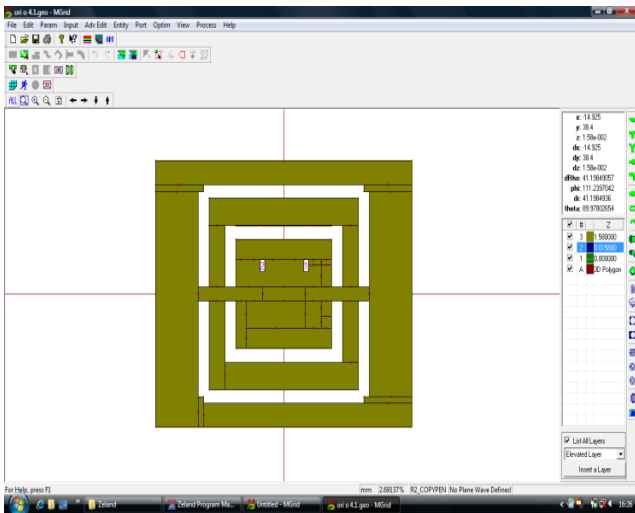 ori o 4.1.geo - MGrid
File Edit Param Input Adv Edit Entity Port Optim View Process Help
ALL
x: -14.925
y: 38.4
z: 1.58e-002
dx: -14.925
dy: 38.4
dz: 1.58e-002
dRho: 41.19849057
phi: 111.2397042
dr: 41.1984936
theta: 89.97802654
# Z
3 1.580000
2 0.015800
1 0.000000
A 3D Polygon
List All Layers
Elevated Layer
Insert a Layer
For Help, press F1
mm 2.69137% R2_COPYPEN No Plane Wave Defined
Zeland
Zeland Program Ma...
Untitled - MGrid
ori o 4.1.geo - MGrid
16:26